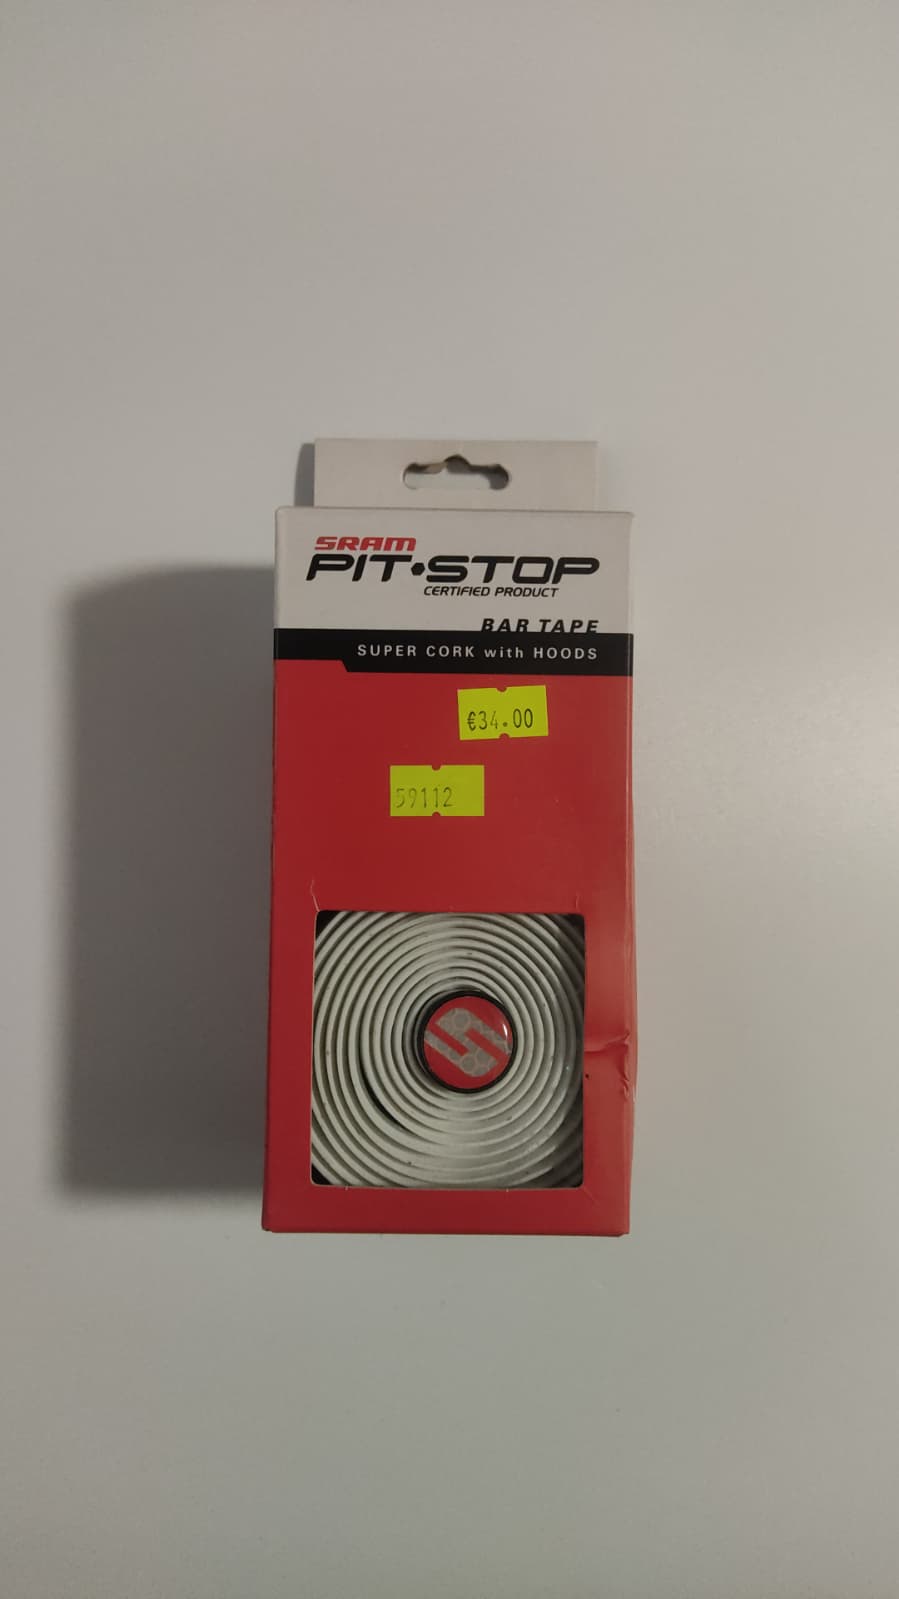 SRAM
PIT•STOP
CERTIFIED PRODUCT
BAR TAPE
SUPER CORK with HOODS
€34.00
59112